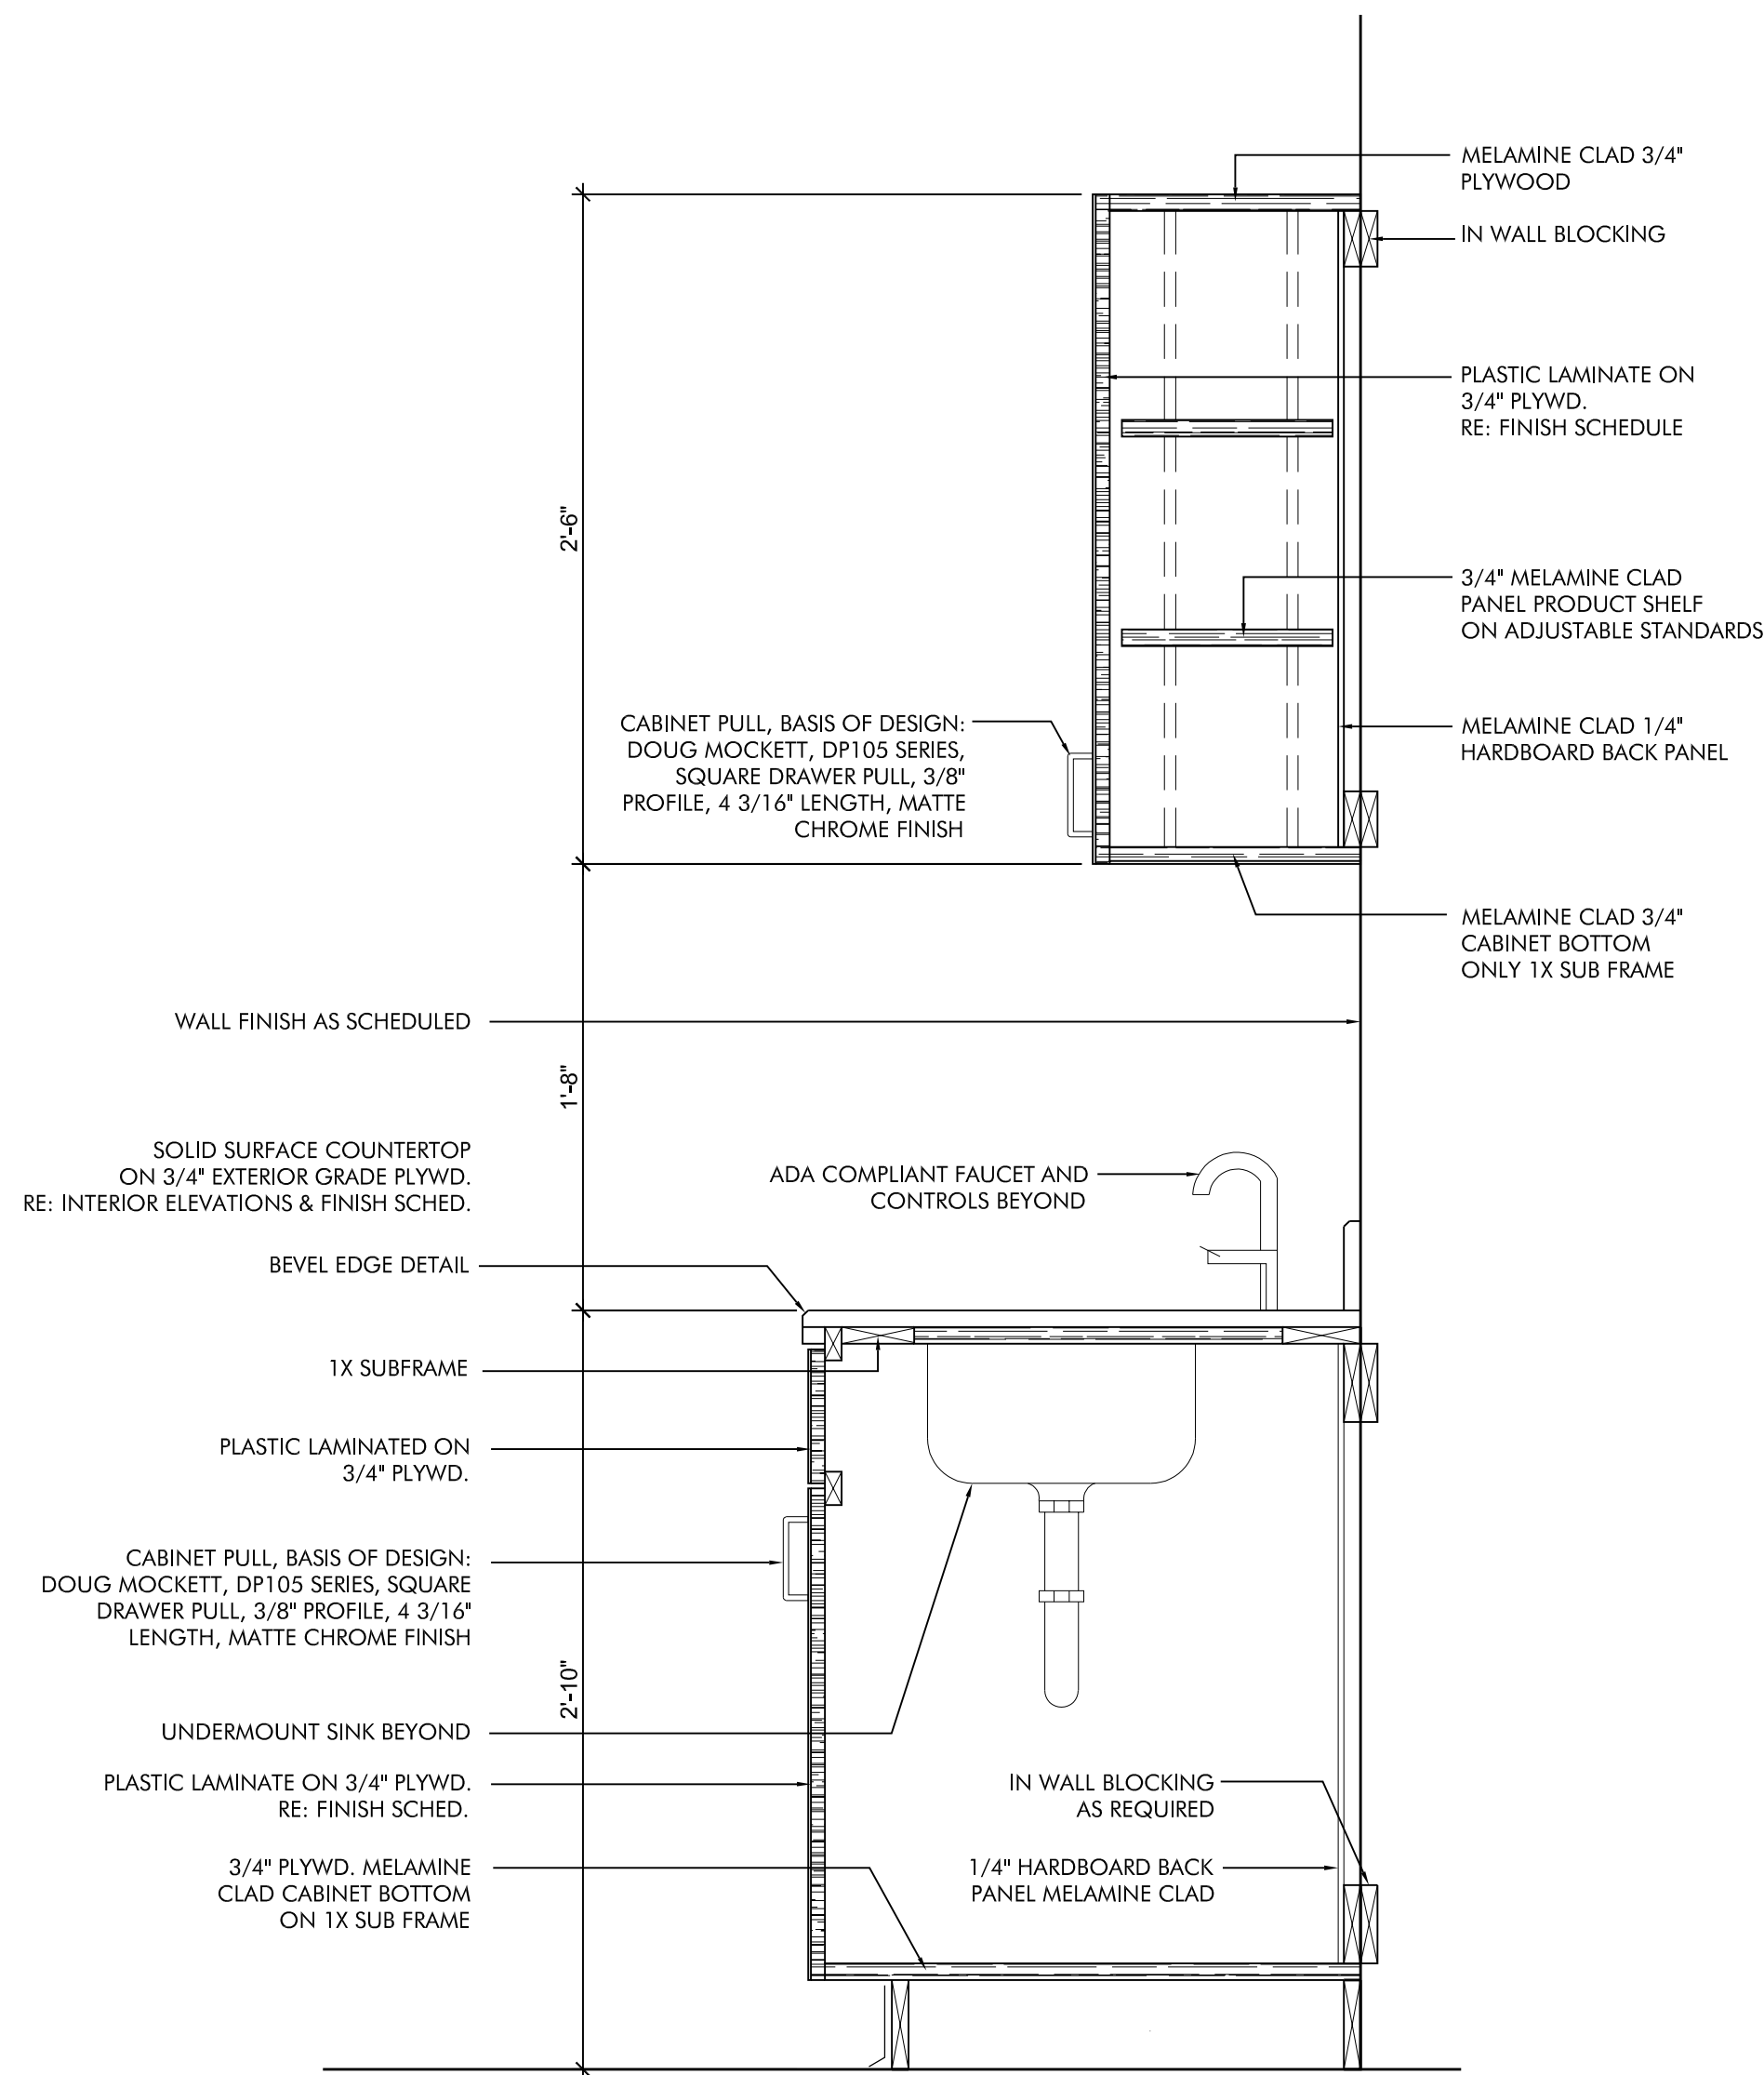 MELAMINE CLAD 3/4"
PLYWOOD
IN WALL BLOCKING
PLASTIC LAMINATE ON
3/4" PLYWD.
RE: FINISH SCHEDULE
2'-6"
3/4" MELAMINE CLAD
PANEL PRODUCT SHELF
ON ADJUSTABLE STANDARDS
CABINET PULL, BASIS OF DESIGN:
DOUG MOCKETT, DP105 SERIES,
SQUARE DRAWER PULL, 3/8"
PROFILE, 4 3/16" LENGTH, MATTE
CHROME FINISH
MELAMINE CLAD 1/4"
HARDBOARD BACK PANEL
MELAMINE CLAD 3/4"
CABINET BOTTOM
ONLY 1X SUB FRAME
WALL FINISH AS SCHEDULED
1'-8"
SOLID SURFACE COUNTERTOP
ON 3/4" EXTERIOR GRADE PLYWD.
RE: INTERIOR ELEVATIONS & FINISH SCHED.
ADA COMPLIANT FAUCET AND
CONTROLS BEYOND
BEVEL EDGE DETAIL
1X SUBFRAME
PLASTIC LAMINATED ON
3/4" PLYWD.
CABINET PULL, BASIS OF DESIGN:
DOUG MOCKETT, DP105 SERIES, SQUARE
DRAWER PULL, 3/8" PROFILE, 4 3/16"
LENGTH, MATTE CHROME FINISH
2'-10"
UNDERMOUNT SINK BEYOND
PLASTIC LAMINATE ON 3/4" PLYWD.
RE: FINISH SCHED.
IN WALL BLOCKING
AS REQUIRED
3/4" PLYWD. MELAMINE
CLAD CABINET BOTTOM
ON 1X SUB FRAME
1/4" HARDBOARD BACK
PANEL MELAMINE CLAD